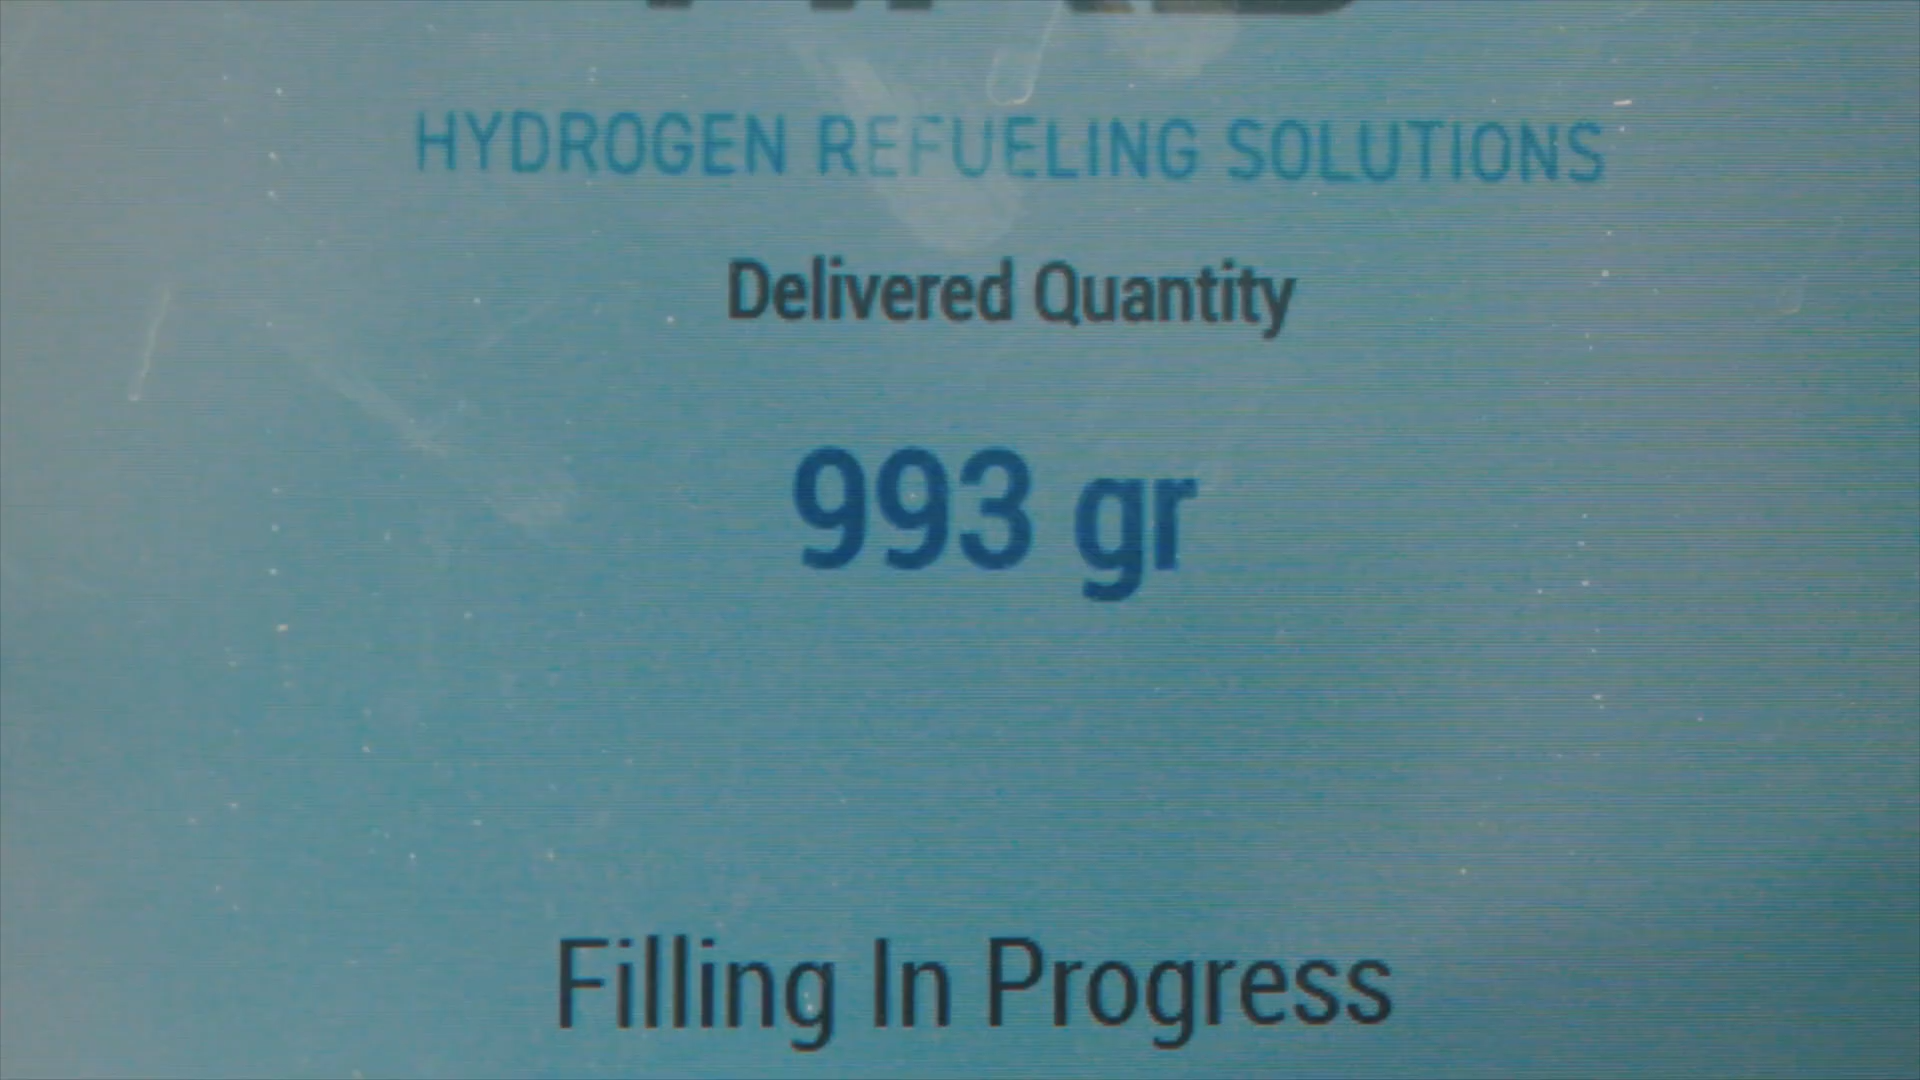 HYDROGEN REFUELING SOLUTIONS
Delivered Quantity
993 gr
Filling In Progress